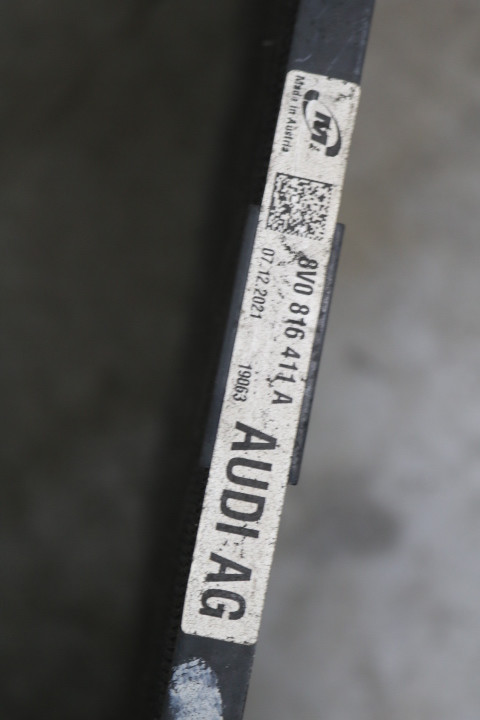 Made in Austria
8V0 816 411 A
07.12.2021
19063
AUDI AG